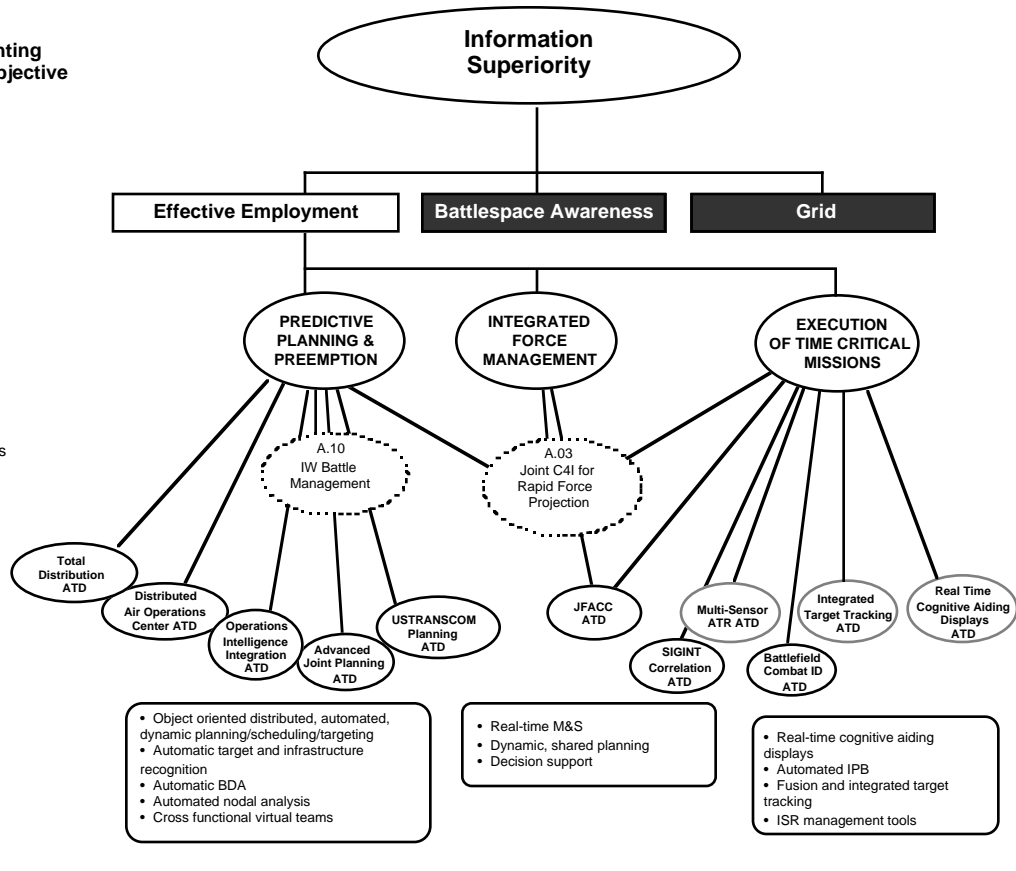 Information
Superiority
nting
bjective
Effective Employment
Battlespace Awareness
Grid
PREDICTIVE
PLANNING &
PREEMPTION
INTEGRATED
FORCE
MANAGEMENT
EXECUTION
OF TIME CRITICAL
MISSIONS
s
A.10
IW Battle
Management
A.03
Joint C4I for
Rapid Force
Projection
Total
Distribution
ATD
Distributed
Air Operations
Center ATD
Operations
Intelligence
Integration
ATD
Advanced
Joint Planning
ATD
USTRANSCOM
Planning
ATD
JFACC
ATD
SIGINT
Correlation
ATD
Multi-Sensor
ATR ATD
Battlefield
Combat ID
ATD
Integrated
Target Tracking
ATD
Real Time
Cognitive Aiding
Displays
ATD
• Object oriented distributed, automated,
dynamic planning/scheduling/targeting
• Automatic target and infrastructure
recognition
• Automatic BDA
• Automated nodal analysis
• Cross functional virtual teams
• Real-time M&S
• Dynamic, shared planning
• Decision support
• Real-time cognitive aiding
displays
• Automated IPB
• Fusion and integrated target
tracking
• ISR management tools